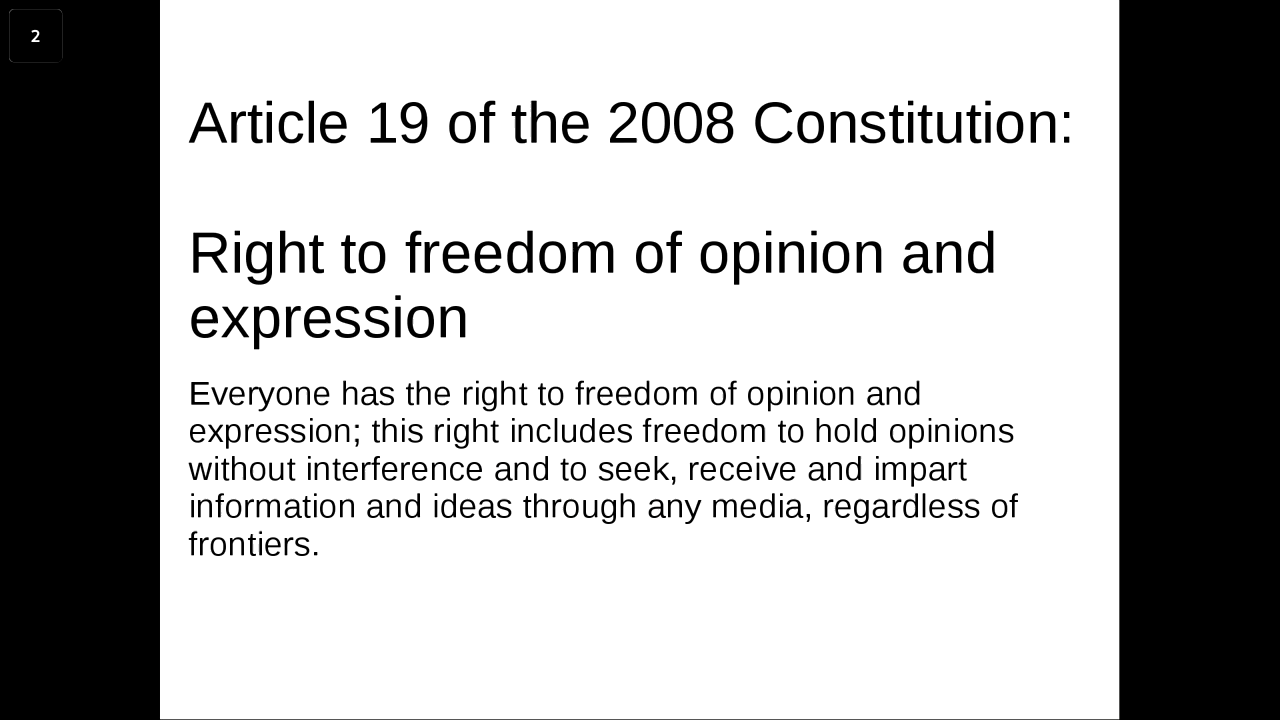 2
Article 19 of the 2008 Constitution:
Right to freedom of opinion and
expression
Everyone has the right to freedom of opinion and
expression; this right includes freedom to hold opinions
without interference and to seek, receive and impart
information and ideas through any media, regardless of
frontiers.